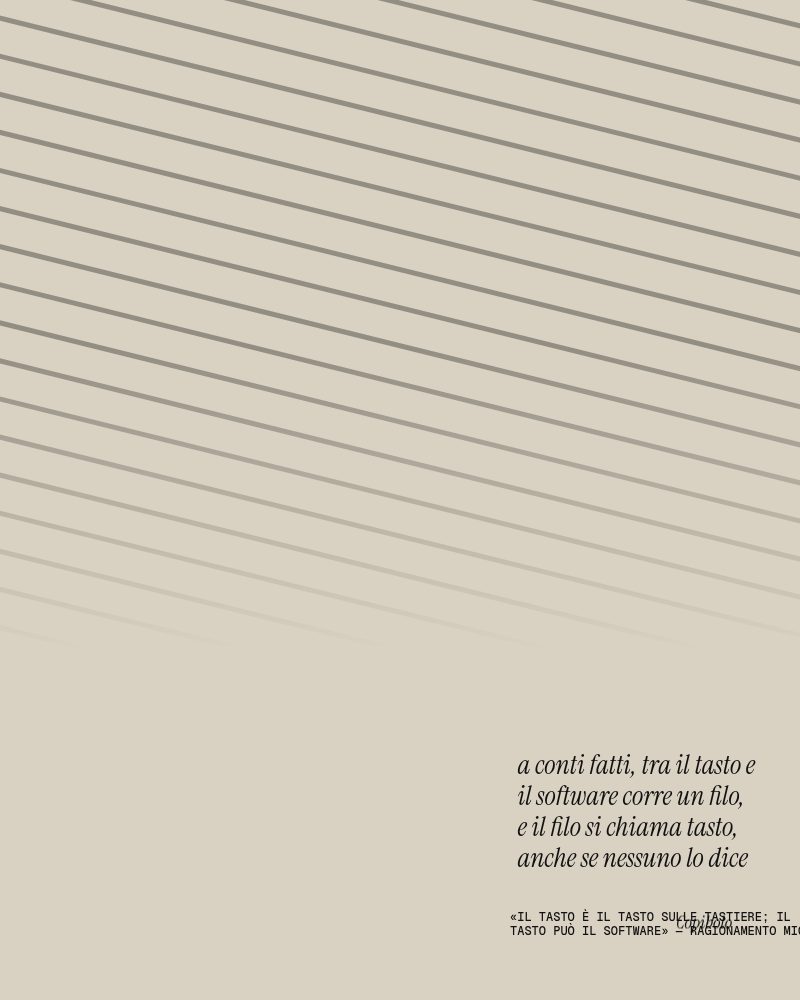 a conti fatti, tra il tasto e
il software corre un filo,
e il filo si chiama tasto,
anche se nessuno lo dice
«IL TASTO È IL TASTO SULLE TASTIERE; IL
TASTO PUÒ IL SOFTWARE» — RAGIONAMENTO MIO